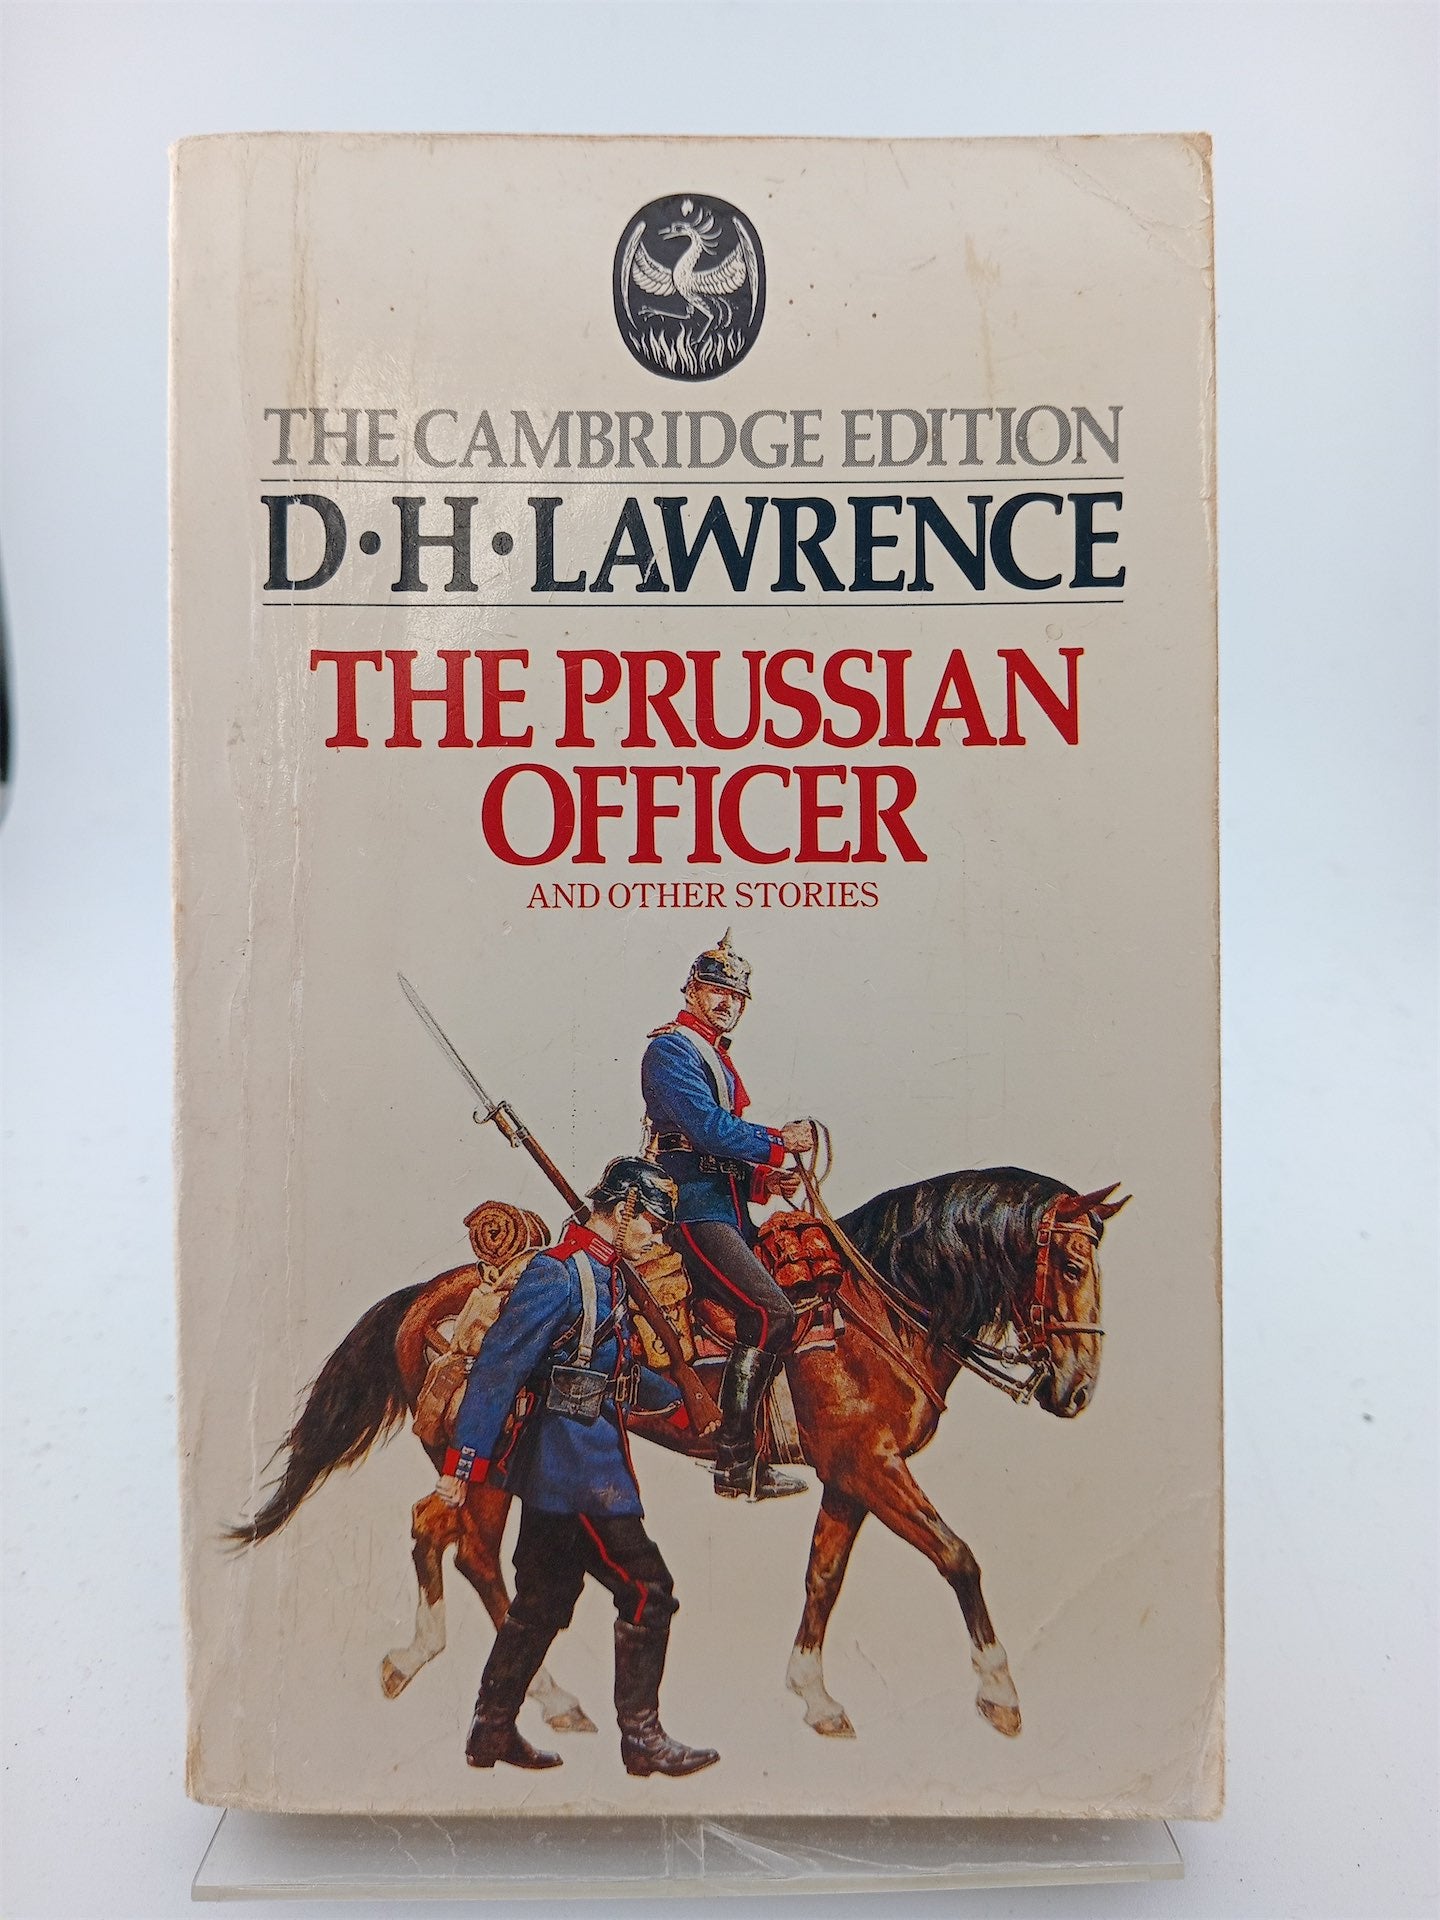 THE CAMBRIDGE EDITION
D·H·LAWRENCE
THE PRUSSIAN
OFFICER
AND OTHER STORIES